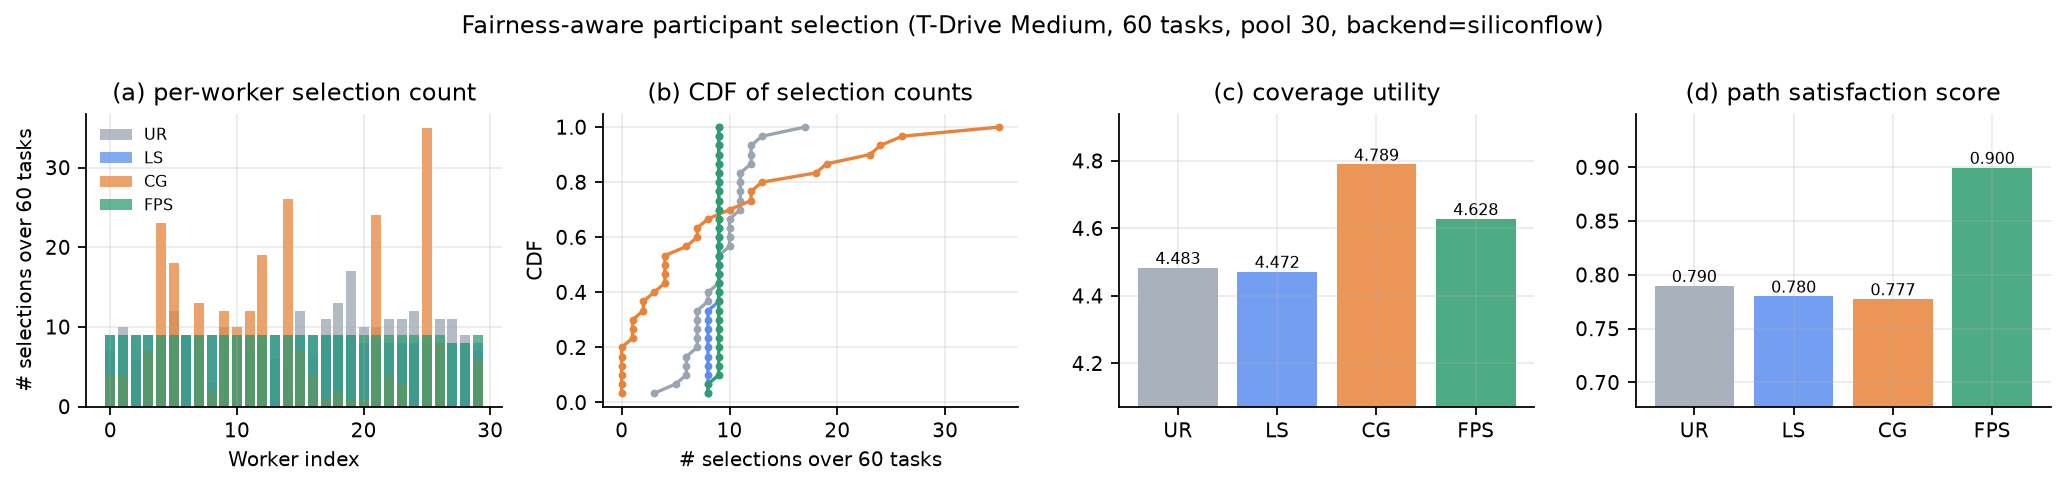 Fairness-aware participant selection (T-Drive Medium, 60 tasks, pool 30, backend=siliconflow)
(a) per-worker selection count
# selections over 60 tasks
30
20
10
0
UR
LS
CG
FPS
0 10 20 30
Worker index
(b) CDF of selection counts
CDF
1.0
0.8
0.6
0.4
0.2
0.0
0 10 20 30
# selections over 60 tasks
(c) coverage utility
4.8
4.6
4.4
4.2
4.483
4.472
4.789
4.628
UR LS CG FPS
(d) path satisfaction score
0.90
0.85
0.80
0.75
0.70
0.790
0.780
0.777
0.900
UR LS CG FPS